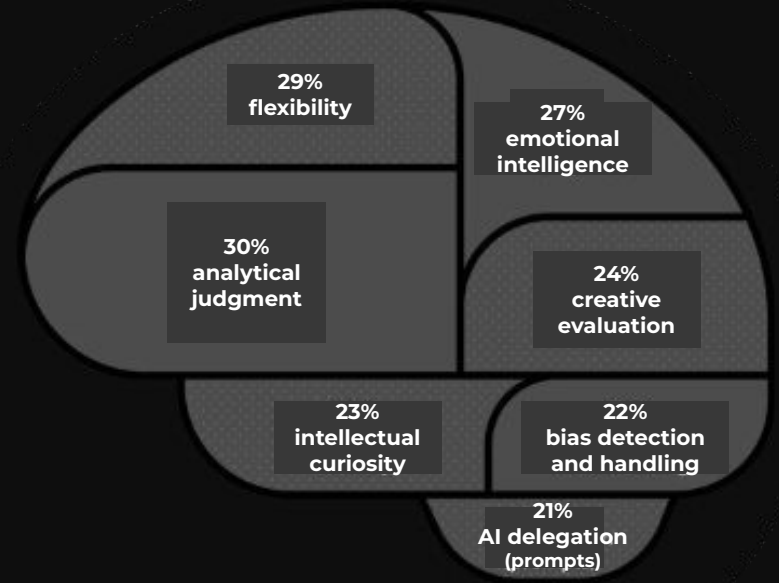 29%
flexibility
27%
emotional
intelligence
30%
analytical
judgment
24%
creative
evaluation
23%
intellectual
curiosity
22%
bias detection
and handling
21%
AI delegation
(prompts)